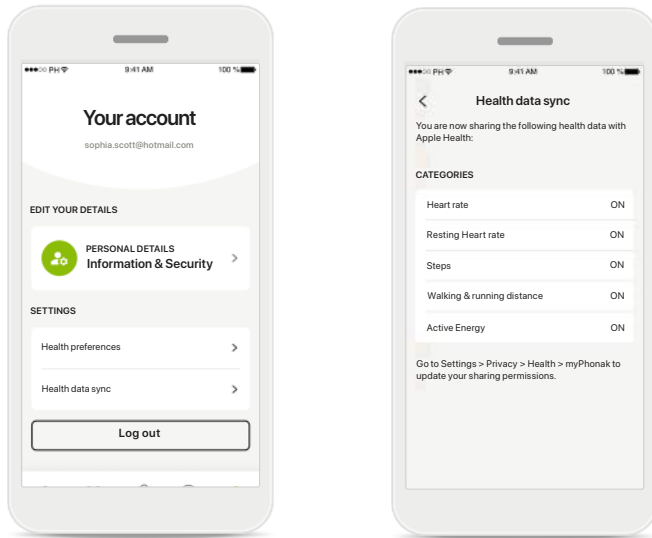 PH 9:41 AM 100 %
Your account
sophia.scott@hotmail.com
EDIT YOUR DETAILS
PERSONAL DETAILS
Information & Security
SETTINGS
Health preferences
Health data sync
Log out
PH 9:41 AM 100 %
Health data sync
You are now sharing the following health data with
Apple Health:
CATEGORIES
Heart rate ON
Resting Heart rate ON
Steps ON
Walking & running distance ON
Active Energy ON
Go to Settings > Privacy > Health > myPhonak to
update your sharing permissions.